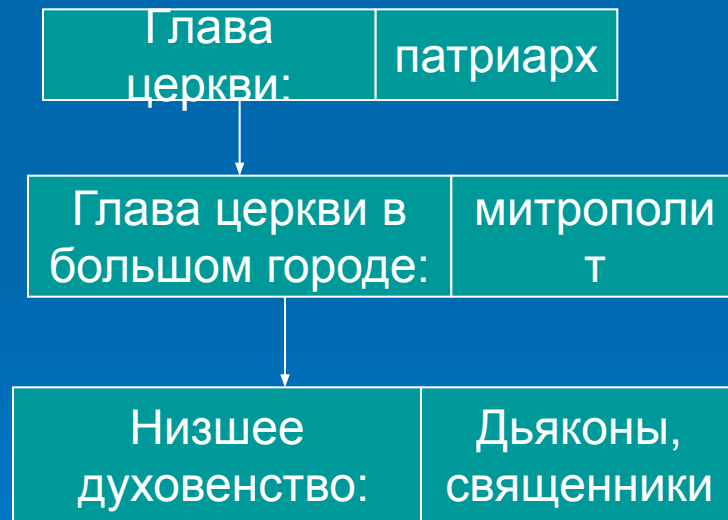 Глава
церкви:
патриарх
Глава церкви в
большом городе:
митрополи
т
Низшее
духовенство:
Дьяконы,
священники